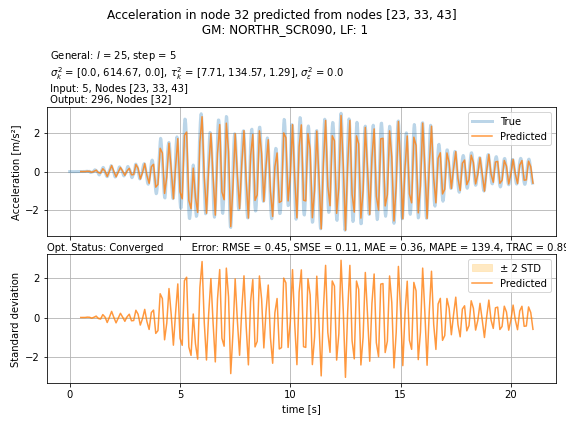 Acceleration in node 32 predicted from nodes [23, 33, 43]
GM: NORTHR_SCR090, LF: 1
General: l = 25, step = 5
σ²ₖ = [0.0, 614.67, 0.0], τ²ₖ = [7.71, 134.57, 1.29], σ²ε = 0.0
Input: 5, Nodes [23, 33, 43]
Output: 296, Nodes [32]
Acceleration [m/s²]
2
0
−2
True
Predicted
Opt. Status: Converged Error: RMSE = 0.45, SMSE = 0.11, MAE = 0.36, MAPE = 139.4, TRAC = 0.89
Standard deviation
2
0
−2
± 2 STD
Predicted
0 5 10 15 20
time [s]